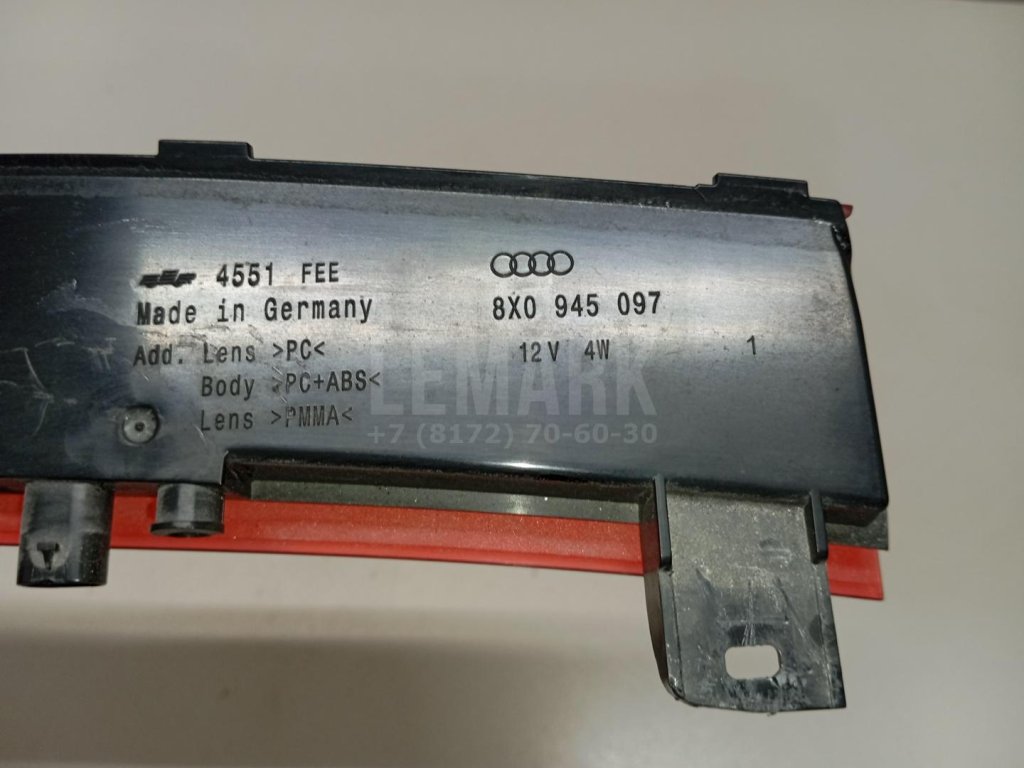 4551 FEE
Made in Germany
Add. Lens >PC<
Body >PC+ABS<
Lens >PMMA<
8X0 945 097
12V 4W 1
LEMARK
+7 (8172) 70-60-30